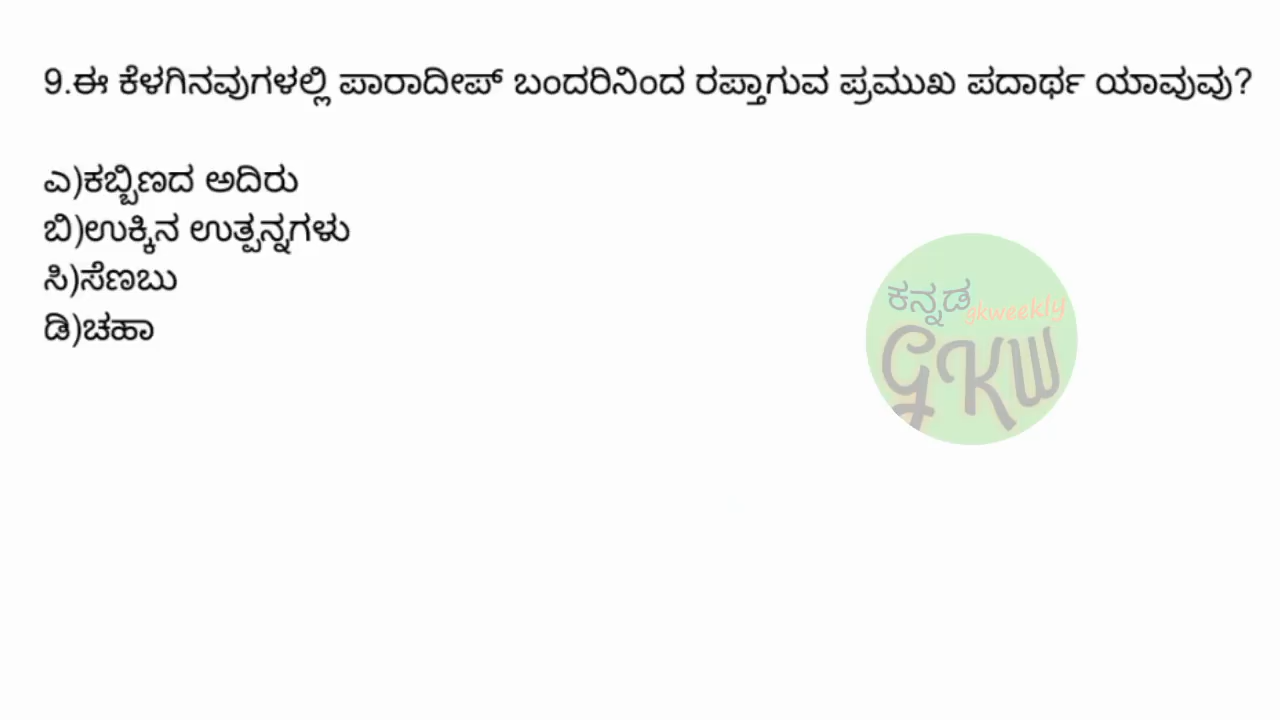 9.ಈ ಕೆಳಗಿನವುಗಳಲ್ಲಿ ಪಾರಾದೀಪ್ ಬಂದರಿನಿಂದ ರಪ್ತಾಗುವ ಪ್ರಮುಖ ಪದಾರ್ಥ ಯಾವುವು?
ಎ)ಕಬ್ಬಿಣದ ಅದಿರು
ಬಿ)ಉಕ್ಕಿನ ಉತ್ಪನ್ನಗಳು
ಸಿ)ಸೆಣಬು
ಡಿ)ಚಹಾ
ಕನ್ನಡ gkweekly
GKW